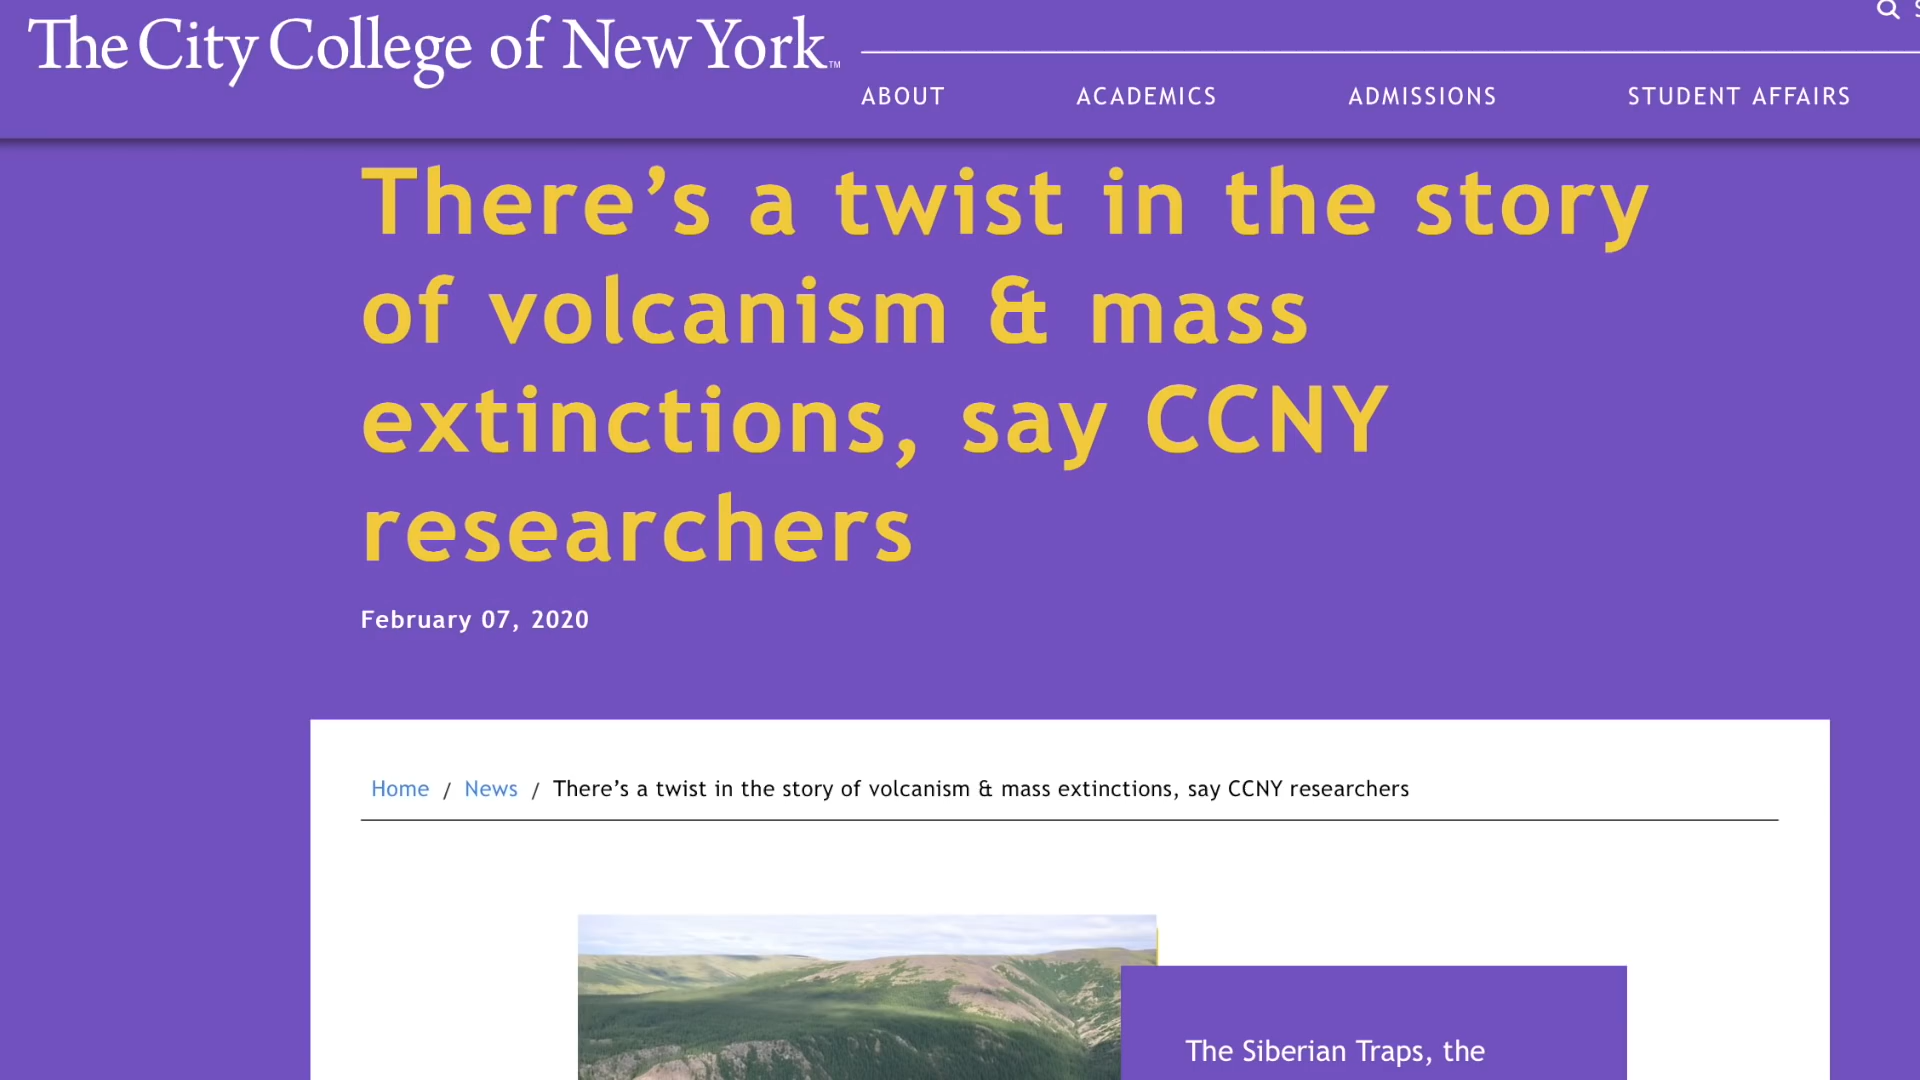 The City College of New York™
ABOUT ACADEMICS ADMISSIONS STUDENT AFFAIRS
There’s a twist in the story
of volcanism & mass
extinctions, say CCNY
researchers
February 07, 2020
Home / News / There’s a twist in the story of volcanism & mass extinctions, say CCNY researchers
The Siberian Traps, the